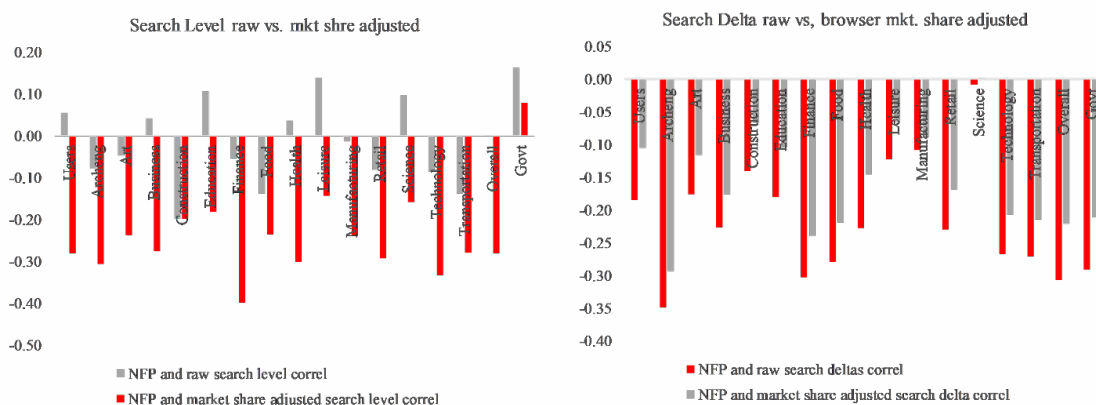 Search Level raw vs. mkt shre adjusted
0.20
0.10
0.00
-0.10
-0.20
-0.30
-0.40
-0.50
Users
Archeng
Art
Business
Construction
Education
Finance
Food
Health
Leisure
Manufacturing
Retail
Science
Technology
Transportation
Overall
Govt
NFP and raw search level correl
NFP and market share adjusted search level correl
Search Delta raw vs, browser mkt. share adjusted
0.05
0.00
-0.05
-0.10
-0.15
-0.20
-0.25
-0.30
-0.35
-0.40
Users
Archeng
Art
Business
Construction
Education
Finance
Food
Health
Leisure
Manufacturing
Retail
Science
Technology
Transportation
Overall
Govt
NFP and raw search deltas correl
NFP and market share adjusted search delta correl